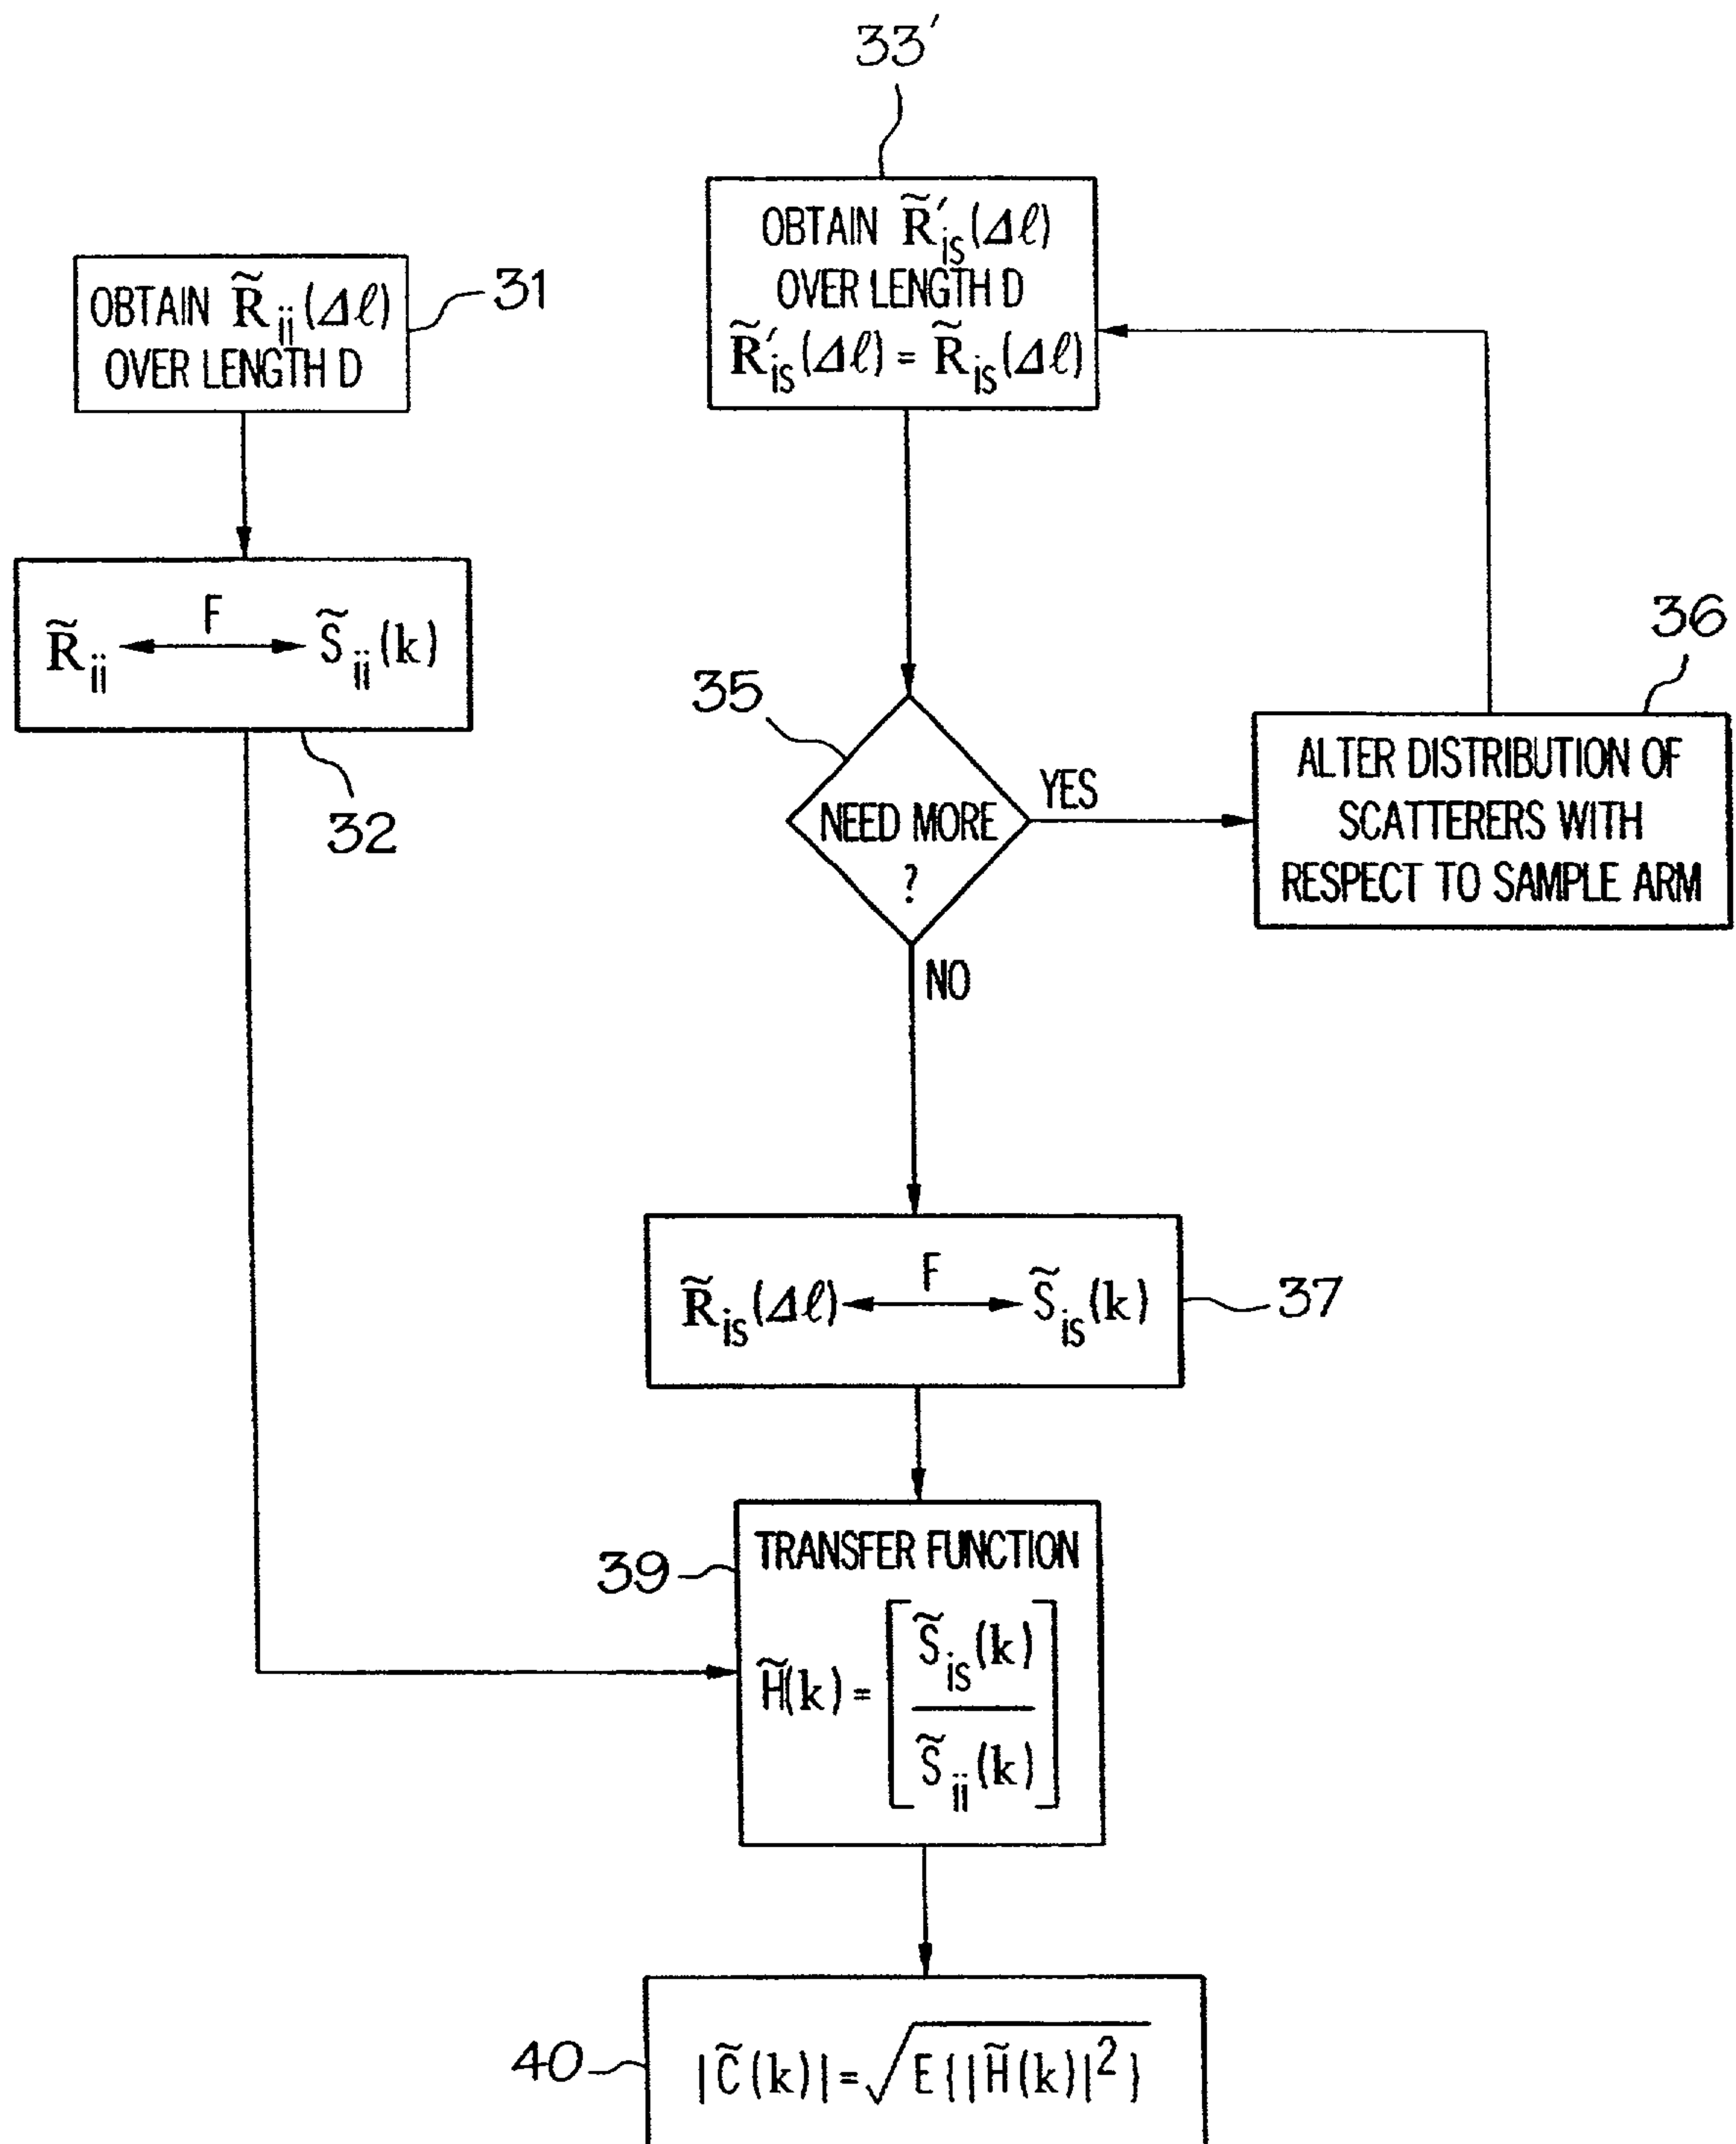 33′
OBTAIN R̃′is(Δℓ)
OVER LENGTH D
R̃′is(Δℓ) = R̃is(Δℓ)
OBTAIN R̃ii(Δℓ)
OVER LENGTH D
31
F
R̃ii S̃ii(k)
32
35
NEED MORE
?
YES
NO
36
ALTER DISTRIBUTION OF
SCATTERERS WITH
RESPECT TO SAMPLE ARM
F
R̃is(Δℓ) S̃is(k)
37
39
TRANSFER FUNCTION
H̃(k) = [S̃is(k) / S̃ii(k)]
40
|C̃(k)| = √E{|H̃(k)|²}